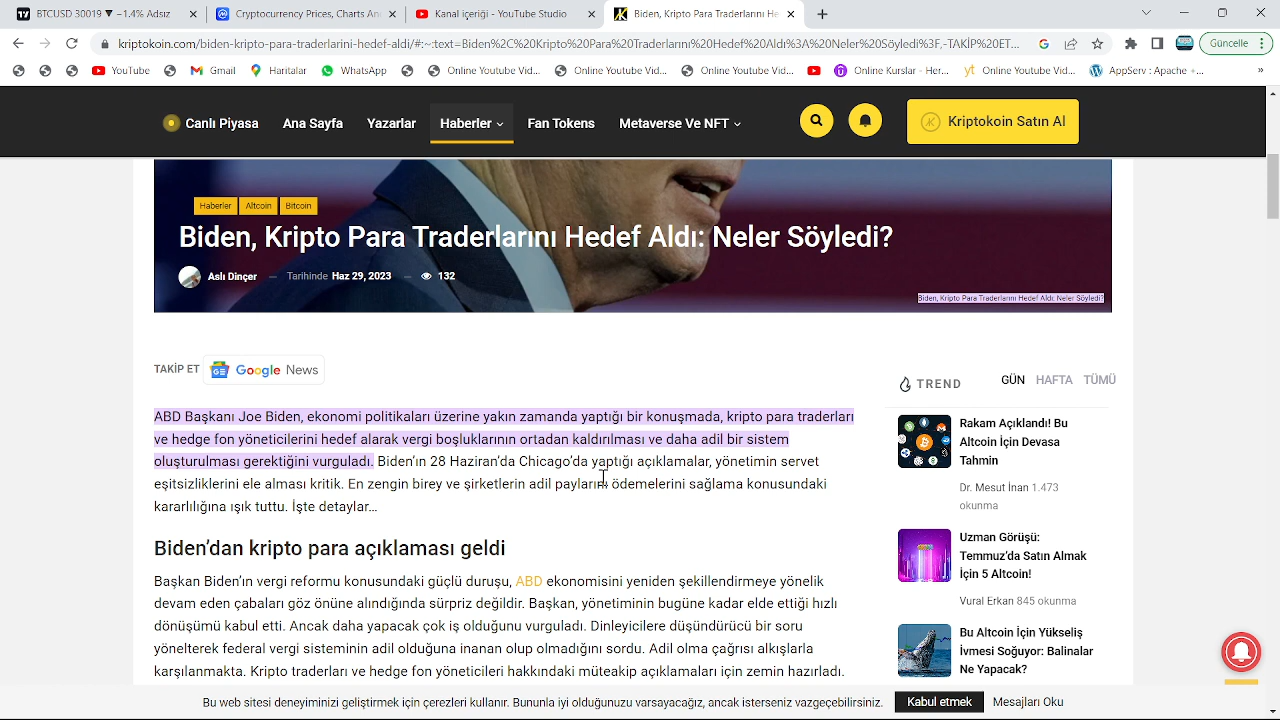 BTCUSD 30019 ▼ −1.4% Adsız
Cryptocurrency Prices, Charts An
Kanal içeriği - YouTube Studio
Biden, Kripto Para Traderlarını He
kriptokoin.com/biden-kripto-para-traderlarini-hedef-aldi/#:~:text=Biden%2C%20Kripto%20Para%20Traderlarını%20Hedef%20Aldı%3A%20Neler%20Söyledi%3F,-TAKİP%20ET...
Güncelle
YouTube
Gmail
Haritalar
WhatsApp
Online Youtube Vid...
Online Youtube Vid...
Online Youtube Vid...
Online Kurslar - Her...
Online Youtube Vid...
AppServ : Apache +...
»
Canlı Piyasa
Ana Sayfa
Yazarlar
Haberler
Fan Tokens
Metaverse Ve NFT
Kriptokoin Satın Al
Haberler
Altcoin
Bitcoin
Biden, Kripto Para Traderlarını Hedef Aldı: Neler Söyledi?
Aslı Dinçer — Tarihinde Haz 29, 2023 — 132
Biden, Kripto Para Traderlarını Hedef Aldı: Neler Söyledi?
TAKİP ET Google News
ABD Başkanı Joe Biden, ekonomi politikaları üzerine yakın zamanda yaptığı bir konuşmada, kripto para traderları
ve hedge fon yöneticilerini hedef alarak vergi boşluklarının ortadan kaldırılması ve daha adil bir sistem
oluşturulması gerektiğini vurguladı. Biden’ın 28 Haziran’da Chicago’da yaptığı açıklamalar, yönetimin servet
eşitsizliklerini ele alması kritik. En zengin birey ve şirketlerin adil paylarını ödemelerini sağlama konusundaki
kararlılığına ışık tutuyor. İşte detaylar…
Biden’dan kripto para açıklaması geldi
Başkan Biden’ın vergi reformu konusundaki güçlü duruşu, ABD ekonomisini yeniden şekillendirmeye yönelik
devam eden çabaları göz önüne alındığında sürpriz değildir. Başkan, yönetiminin bugüne kadar elde ettiği hızlı
dönüşümü kabul etti. Ancak daha yapacak çok iş olduğunu vurguladı. Dinleyicilere düşündürücü bir soru
yönelterek federal vergi sisteminin adil olduğuna inanan olup olmadığını sordu. Adil olma çağrısı alkışlarla
karşılanmakta. Kripto traderları ve hedge fon yöneticileri hakkındaki müteakip açıklamaları için zemin hazırladı.
TREND
GÜN HAFTA TÜMÜ
Rakam Açıklandı! Bu
Altcoin İçin Devasa
Tahmin
Dr. Mesut İnan 1.473
okunma
Uzman Görüşü:
Temmuz’da Satın Almak
İçin 5 Altcoin!
Vural Erkan 845 okunma
Bu Altcoin İçin Yükseliş
İvmesi Soğuyor: Balinalar
Ne Yapacak?
Deneyiminizi geliştirmek için çerezleri kullanır. Bununla iyi olduğunuzu varsayacağız, ancak isterseniz vazgeçebilirsiniz.
Kabul etmek
Mesajları Oku